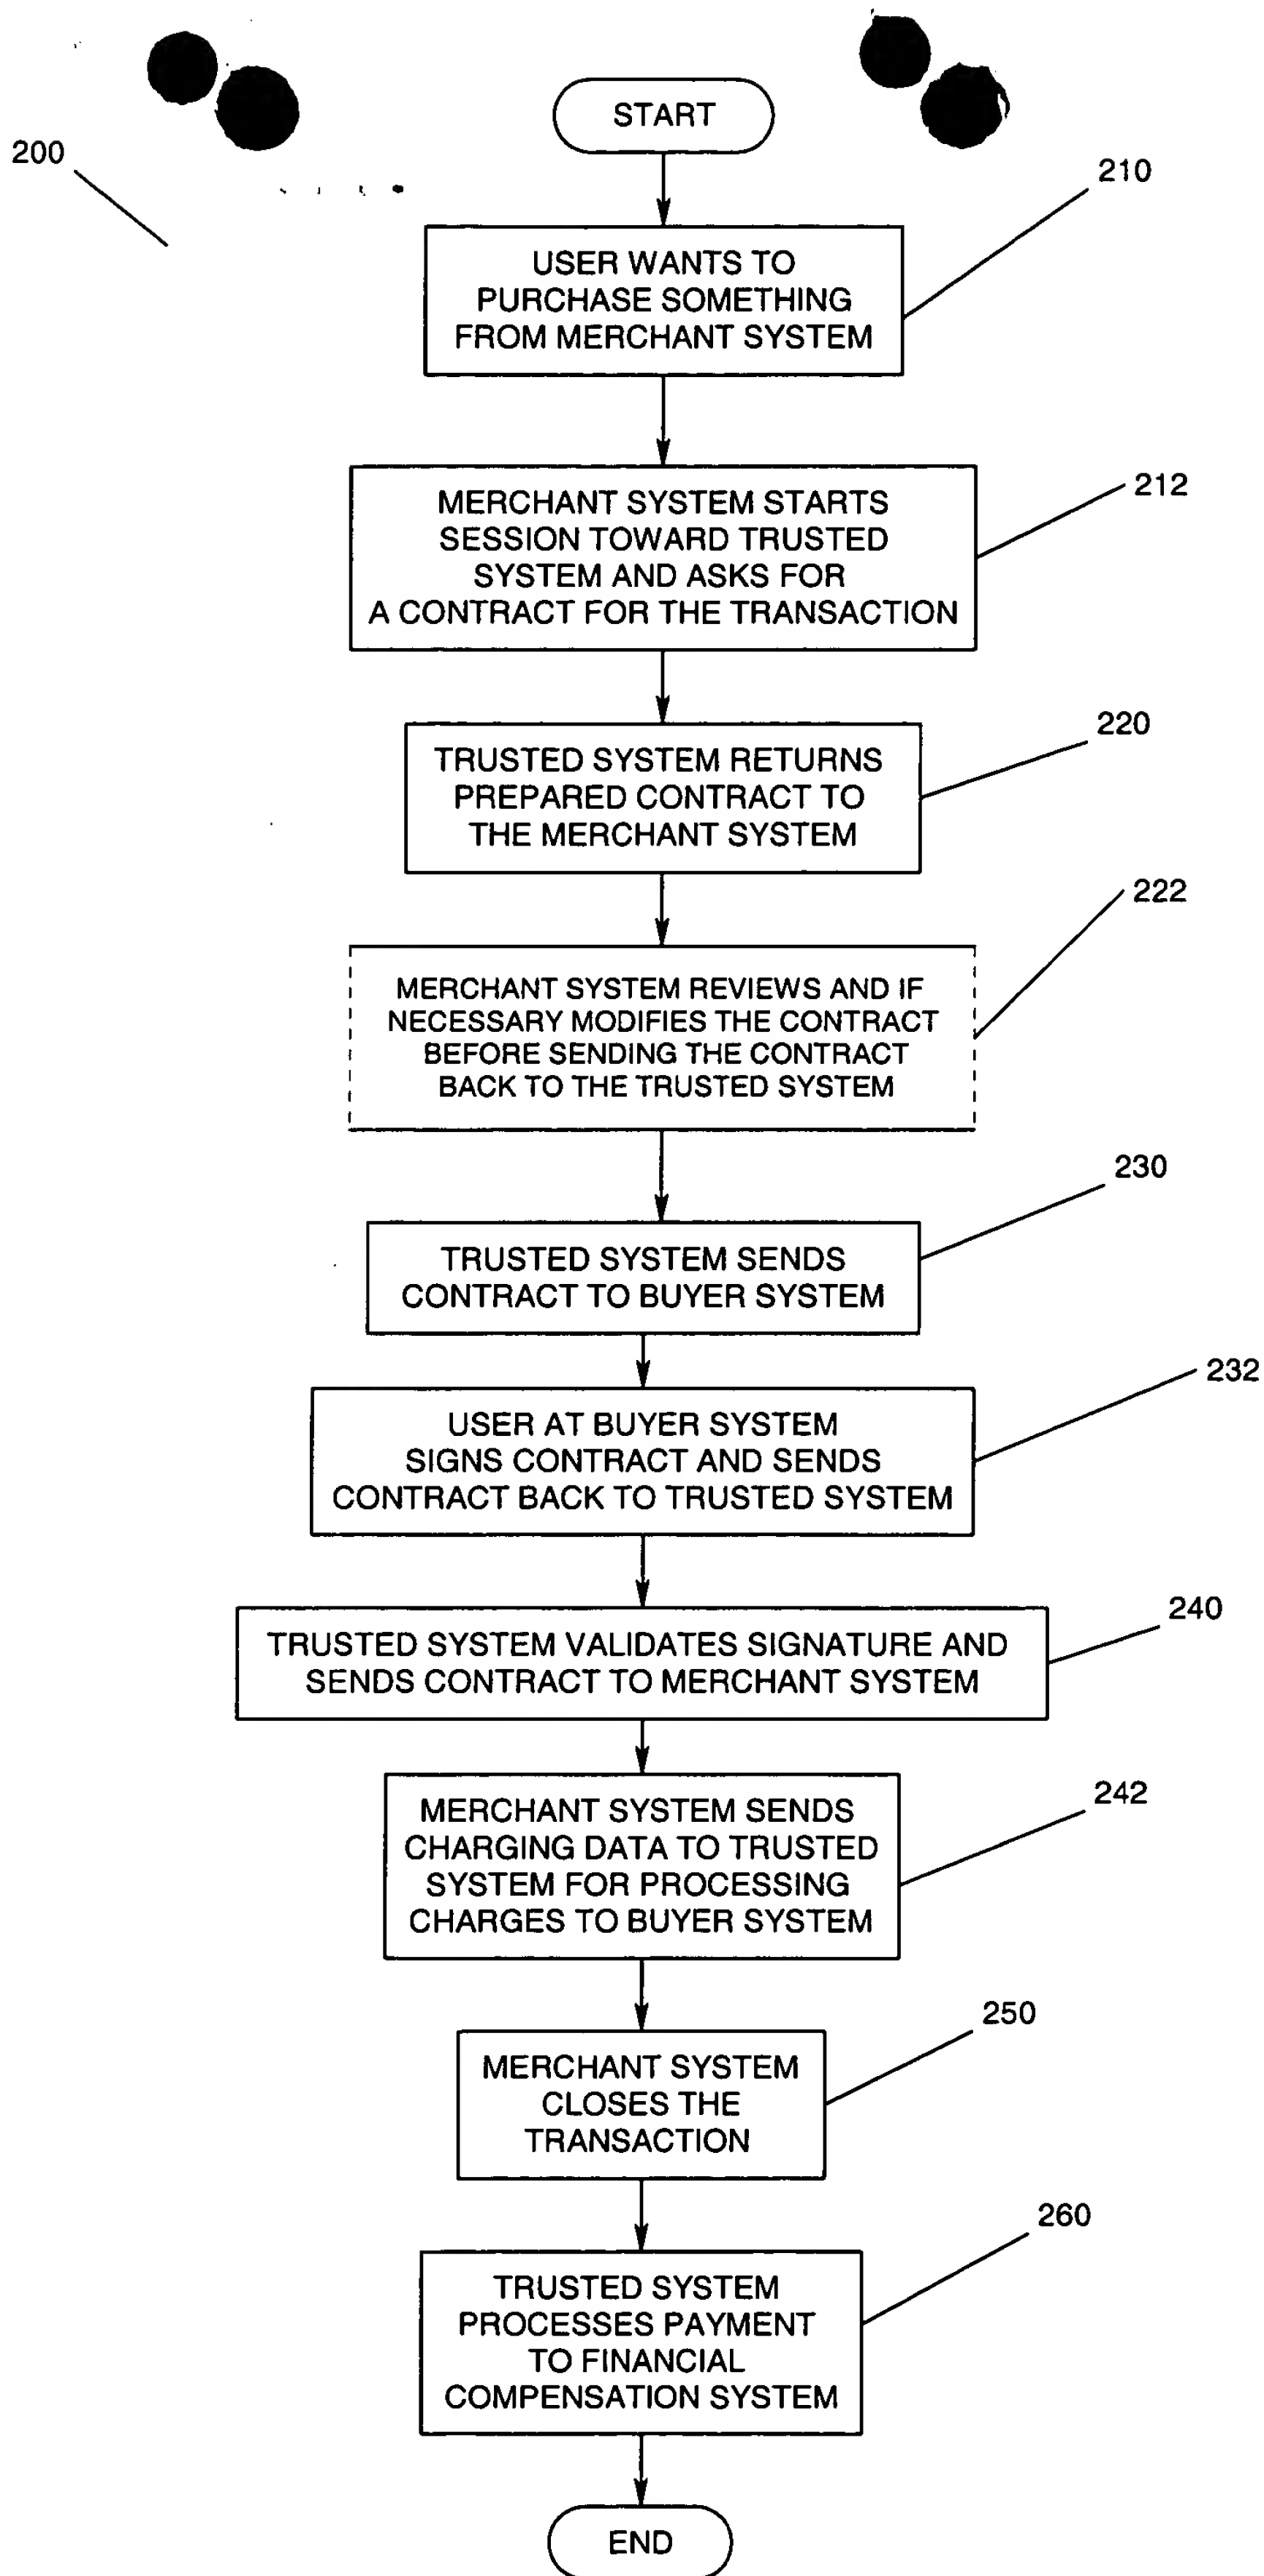 START
200
210
USER WANTS TO
PURCHASE SOMETHING
FROM MERCHANT SYSTEM
212
MERCHANT SYSTEM STARTS
SESSION TOWARD TRUSTED
SYSTEM AND ASKS FOR
A CONTRACT FOR THE TRANSACTION
220
TRUSTED SYSTEM RETURNS
PREPARED CONTRACT TO
THE MERCHANT SYSTEM
222
MERCHANT SYSTEM REVIEWS AND IF
NECESSARY MODIFIES THE CONTRACT
BEFORE SENDING THE CONTRACT
BACK TO THE TRUSTED SYSTEM
230
TRUSTED SYSTEM SENDS
CONTRACT TO BUYER SYSTEM
232
USER AT BUYER SYSTEM
SIGNS CONTRACT AND SENDS
CONTRACT BACK TO TRUSTED SYSTEM
240
TRUSTED SYSTEM VALIDATES SIGNATURE AND
SENDS CONTRACT TO MERCHANT SYSTEM
242
MERCHANT SYSTEM SENDS
CHARGING DATA TO TRUSTED
SYSTEM FOR PROCESSING
CHARGES TO BUYER SYSTEM
250
MERCHANT SYSTEM
CLOSES THE
TRANSACTION
260
TRUSTED SYSTEM
PROCESSES PAYMENT
TO FINANCIAL
COMPENSATION SYSTEM
END